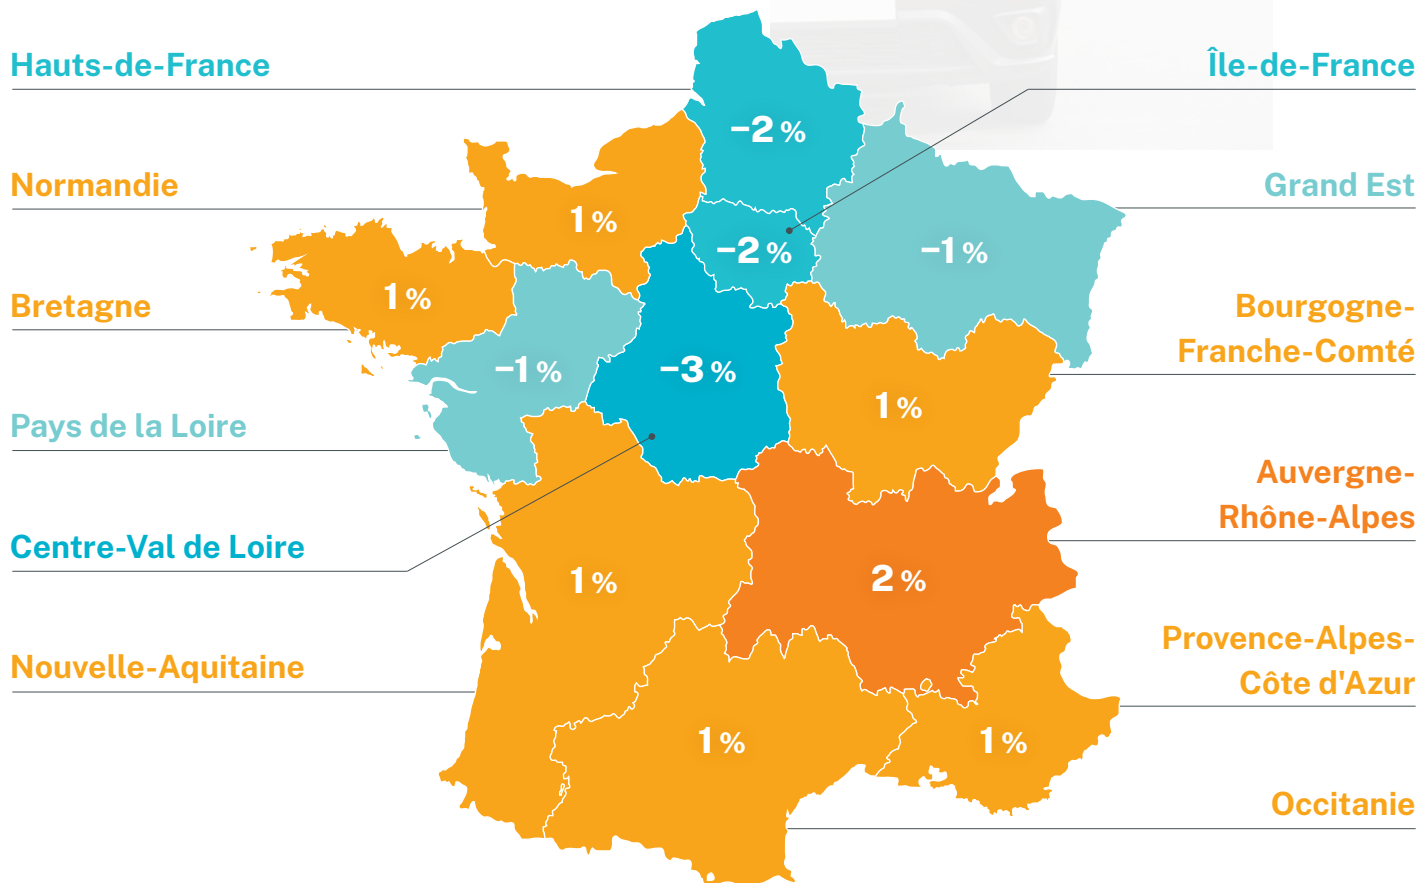 Hauts-de-France
Île-de-France
−2 %
Normandie
Grand Est
1 %
−2 %
−1 %
Bretagne
1 %
Bourgogne-
Franche-Comté
−1 %
−3 %
1 %
Pays de la Loire
Auvergne-
Rhône-Alpes
Centre-Val de Loire
1 %
2 %
Nouvelle-Aquitaine
Provence-Alpes-
Côte d'Azur
1 %
1 %
Occitanie